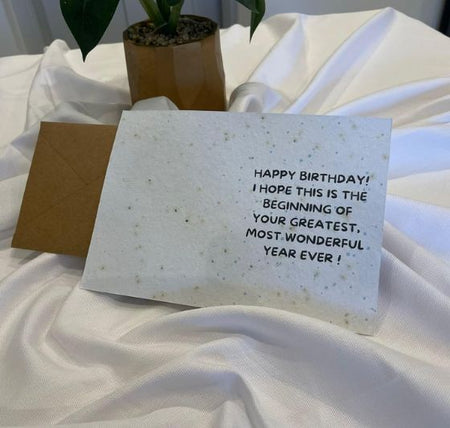 HAPPY BIRTHDAY!
I HOPE THIS IS THE
BEGINNING OF
YOUR GREATEST,
MOST WONDERFUL
YEAR EVER !